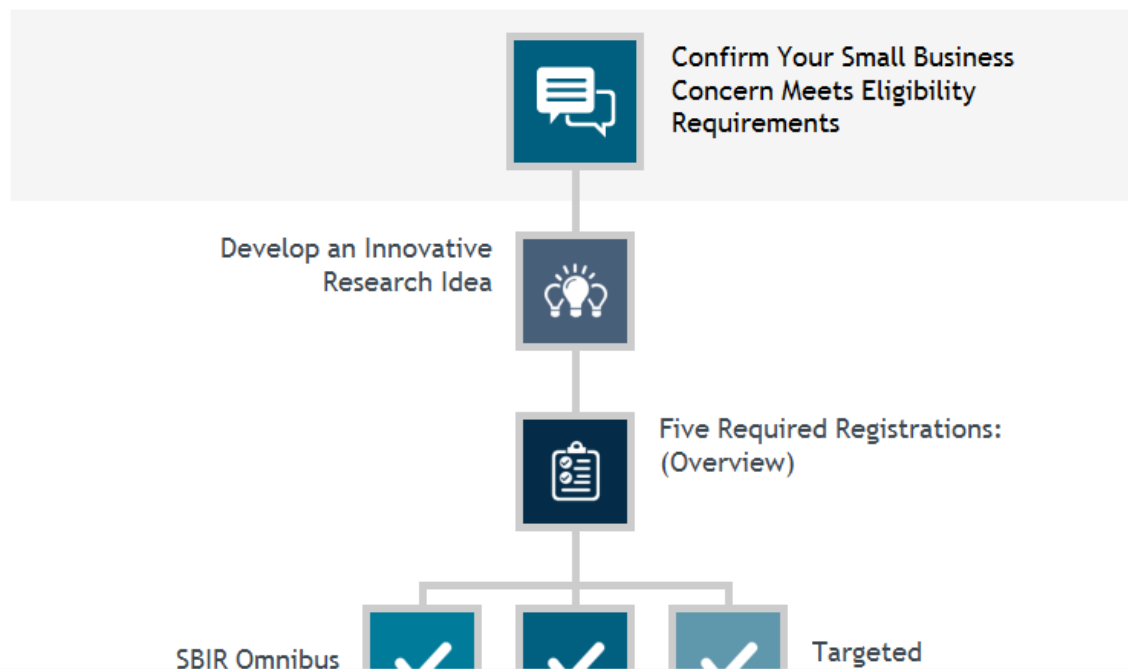 Confirm Your Small Business
Concern Meets Eligibility
Requirements
Develop an Innovative
Research Idea
Five Required Registrations:
(Overview)
SBIR Omnibus
Targeted